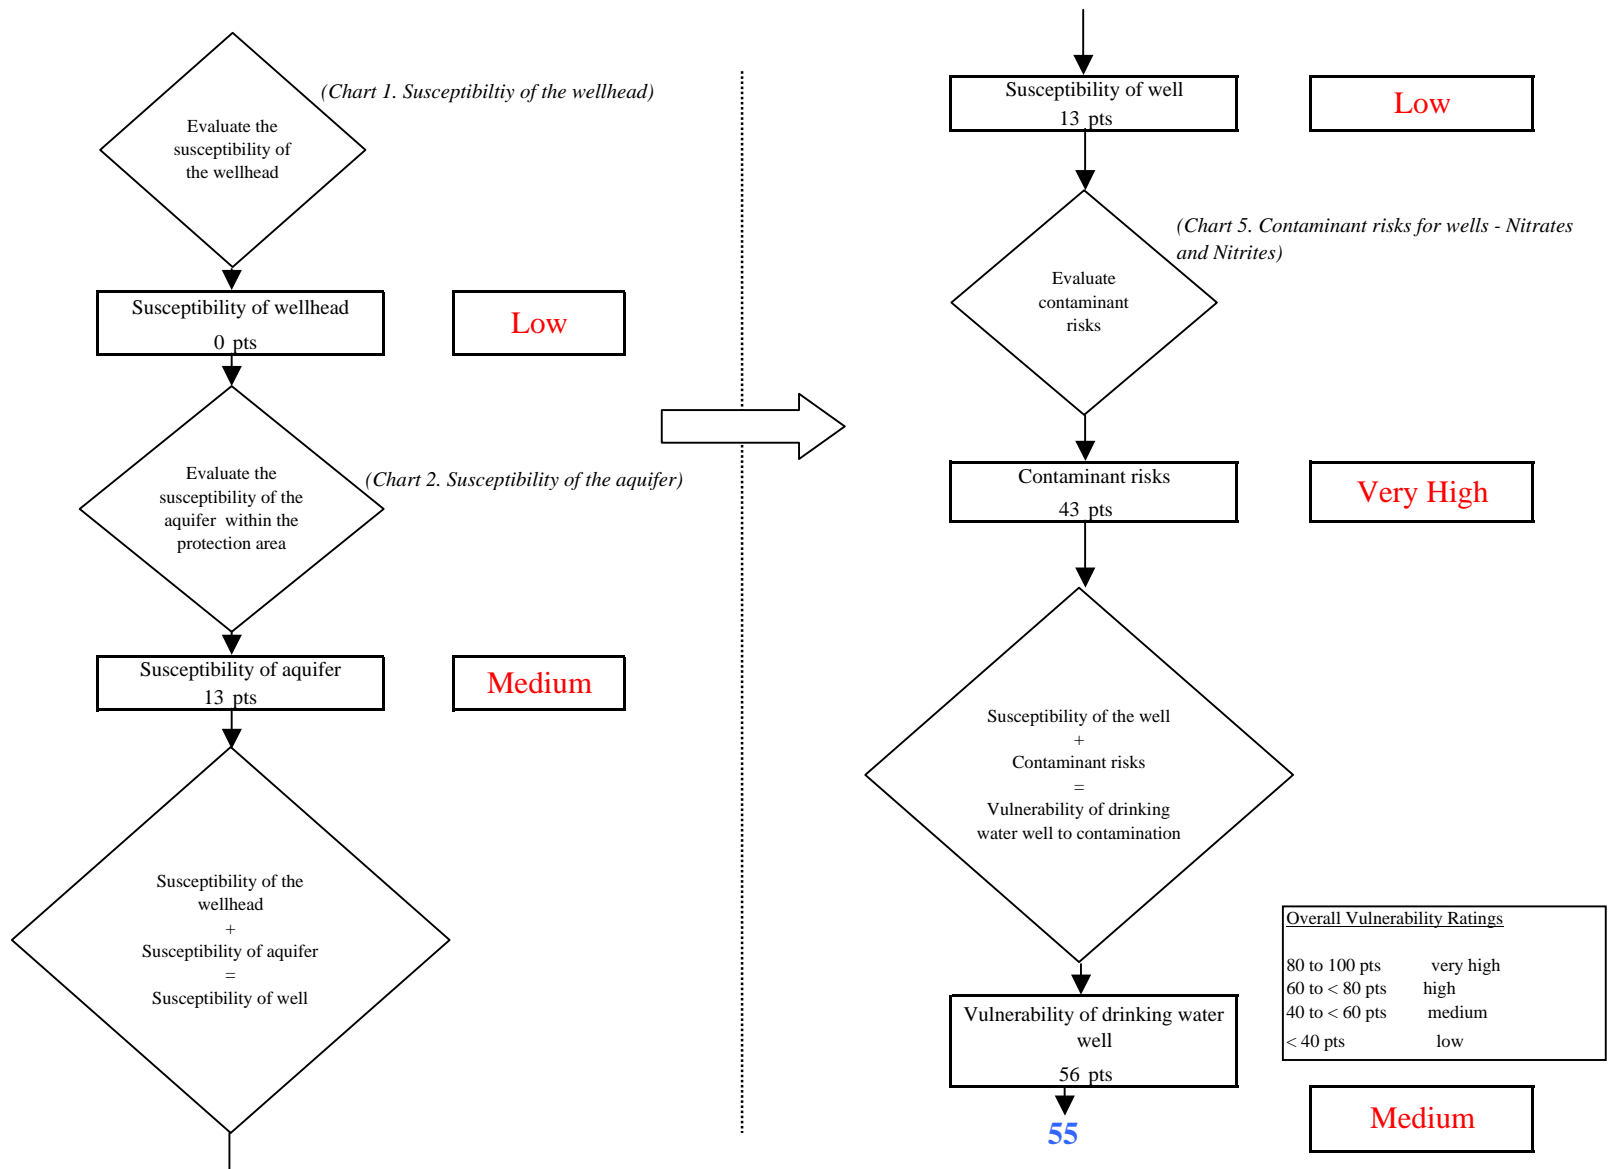 (Chart 1. Susceptibiltiy of the wellhead)
Evaluate the
susceptibility of
the wellhead
Susceptibility of wellhead
0 pts
Low
Evaluate the
susceptibility of the
aquifer within the
protection area
(Chart 2. Susceptibility of the aquifer)
Susceptibility of aquifer
13 pts
Medium
Susceptibility of the
wellhead
+
Susceptibility of aquifer
=
Susceptibility of well
Susceptibility of well
13 pts
Low
(Chart 5. Contaminant risks for wells - Nitrates
and Nitrites)
Evaluate
contaminant
risks
Contaminant risks
43 pts
Very High
Susceptibility of the well
+
Contaminant risks
=
Vulnerability of drinking
water well to contamination
Overall Vulnerability Ratings
80 to 100 pts very high
60 to < 80 pts high
40 to < 60 pts medium
< 40 pts low
Vulnerability of drinking water
well
56 pts
55
Medium